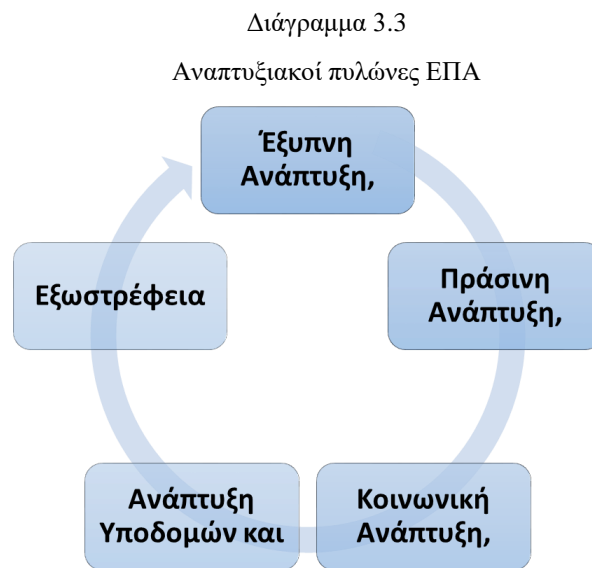 Διάγραμμα 3.3
Αναπτυξιακοί πυλώνες ΕΠΑ
Έξυπνη
Ανάπτυξη,
Πράσινη
Ανάπτυξη,
Κοινωνική
Ανάπτυξη,
Ανάπτυξη
Υποδομών και
Εξωστρέφεια